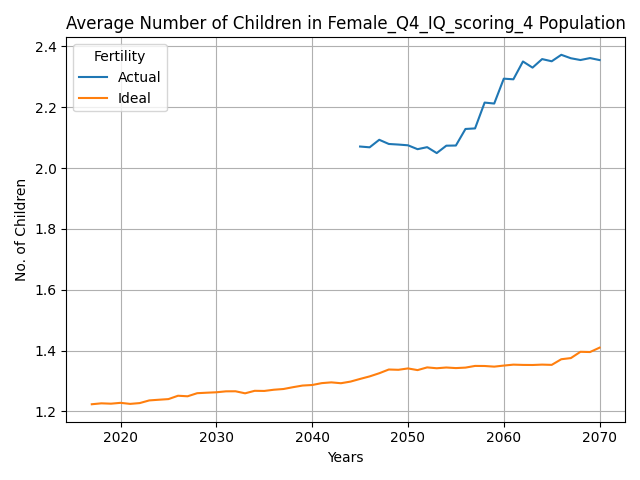 Average Number of Children in Female_Q4_IQ_scoring_4 Population
Fertility
Actual
Ideal
No. of Children
2.4
2.2
2.0
1.8
1.6
1.4
1.2
2020 2030 2040 2050 2060 2070
Years